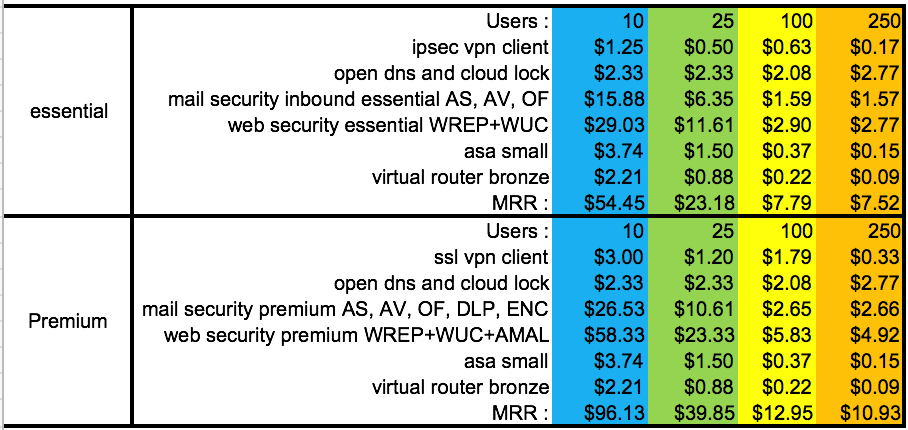 Users : 10 25 100 250
ipsec vpn client $1.25 $0.50 $0.63 $0.17
open dns and cloud lock $2.33 $2.33 $2.08 $2.77
mail security inbound essential AS, AV, OF $15.88 $6.35 $1.59 $1.57
essential
web security essential WREP+WUC $29.03 $11.61 $2.90 $2.77
asa small $3.74 $1.50 $0.37 $0.15
virtual router bronze $2.21 $0.88 $0.22 $0.09
MRR : $54.45 $23.18 $7.79 $7.52
Users : 10 25 100 250
ssl vpn client $3.00 $1.20 $1.79 $0.33
open dns and cloud lock $2.33 $2.33 $2.08 $2.77
mail security premium AS, AV, OF, DLP, ENC $26.53 $10.61 $2.65 $2.66
Premium
web security premium WREP+WUC+AMAL $58.33 $23.33 $5.83 $4.92
asa small $3.74 $1.50 $0.37 $0.15
virtual router bronze $2.21 $0.88 $0.22 $0.09
MRR : $96.13 $39.85 $12.95 $10.93